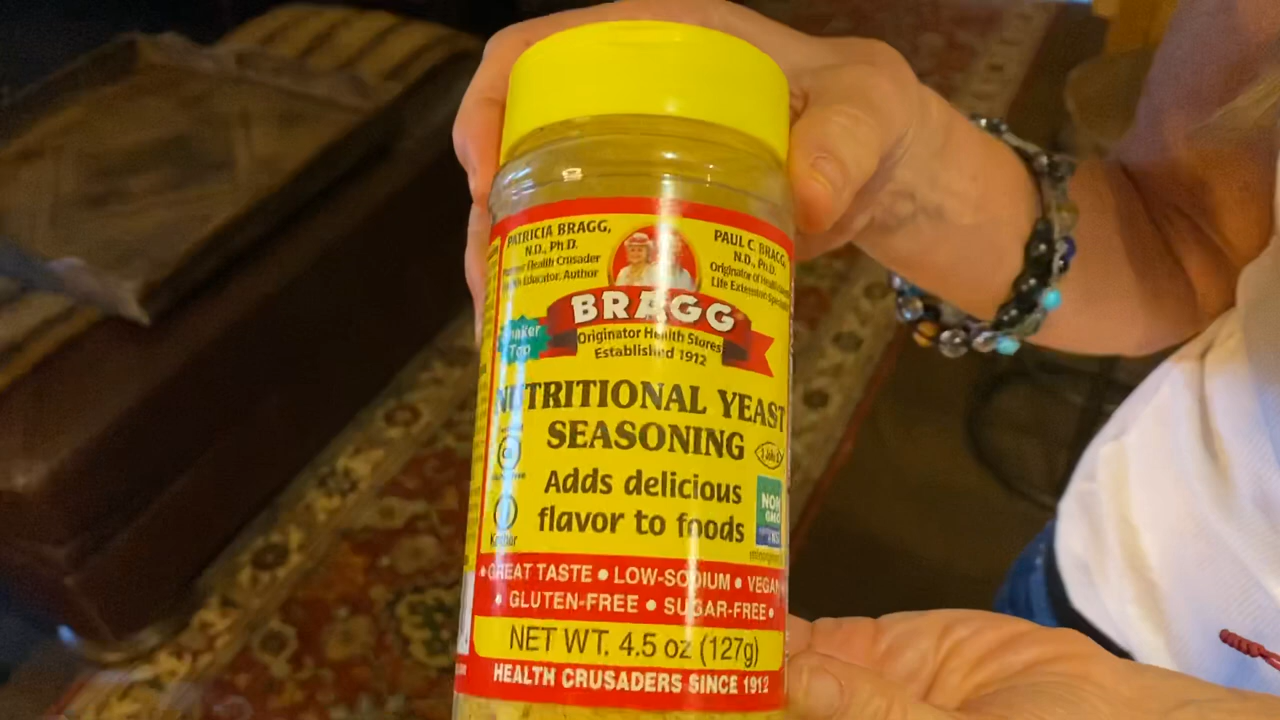 PATRICIA BRAGG,
N.D., Ph.D.
Health Crusader
Educator, Author
PAUL C. BRAGG,
N.D., Ph.D.
Originator of Health
Life Extension
BRAGG
Originator Health Stores
Established 1912
Shaker
Top
NUTRITIONAL YEAST
SEASONING
Adds delicious
flavor to foods
Kosher
NON
GMO
• GREAT TASTE • LOW-SODIUM • VEGAN
• GLUTEN-FREE • SUGAR-FREE •
NET WT. 4.5 oz (127g)
HEALTH CRUSADERS SINCE 1912